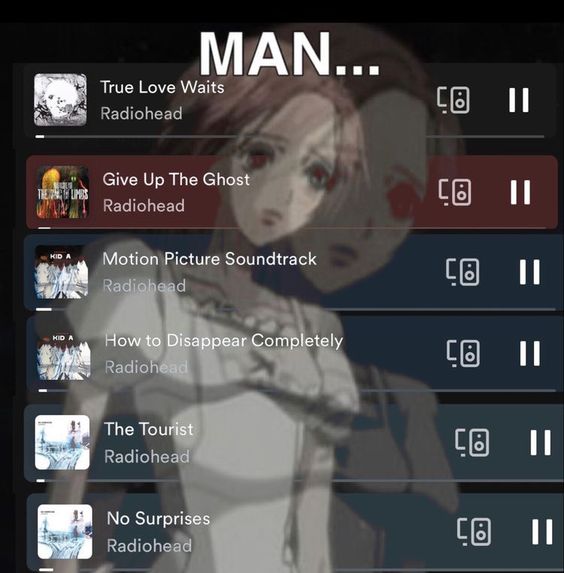 MAN...
True Love Waits
Radiohead
THE KING OF LIMBS
Give Up The Ghost
Radiohead
KID A
Motion Picture Soundtrack
Radiohead
KID A
How to Disappear Completely
Radiohead
The Tourist
Radiohead
No Surprises
Radiohead